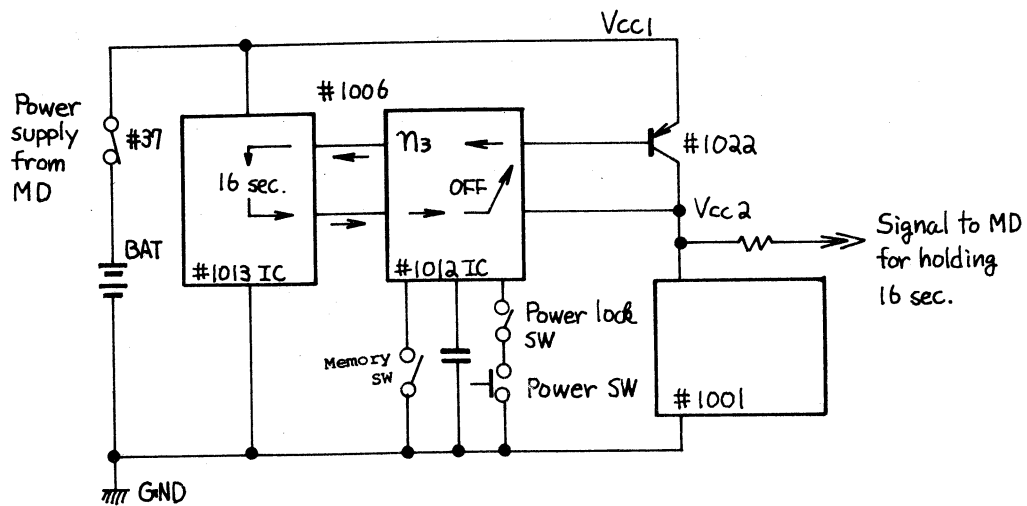 Vcc1
#1006
Power
supply
from
MD
#37
16 sec.
n3
OFF
#1022
Vcc2
Signal to MD
for holding
16 sec.
BAT
#1013 IC
#1012 IC
Power lock
SW
Memory
SW
Power SW
#1001
GND